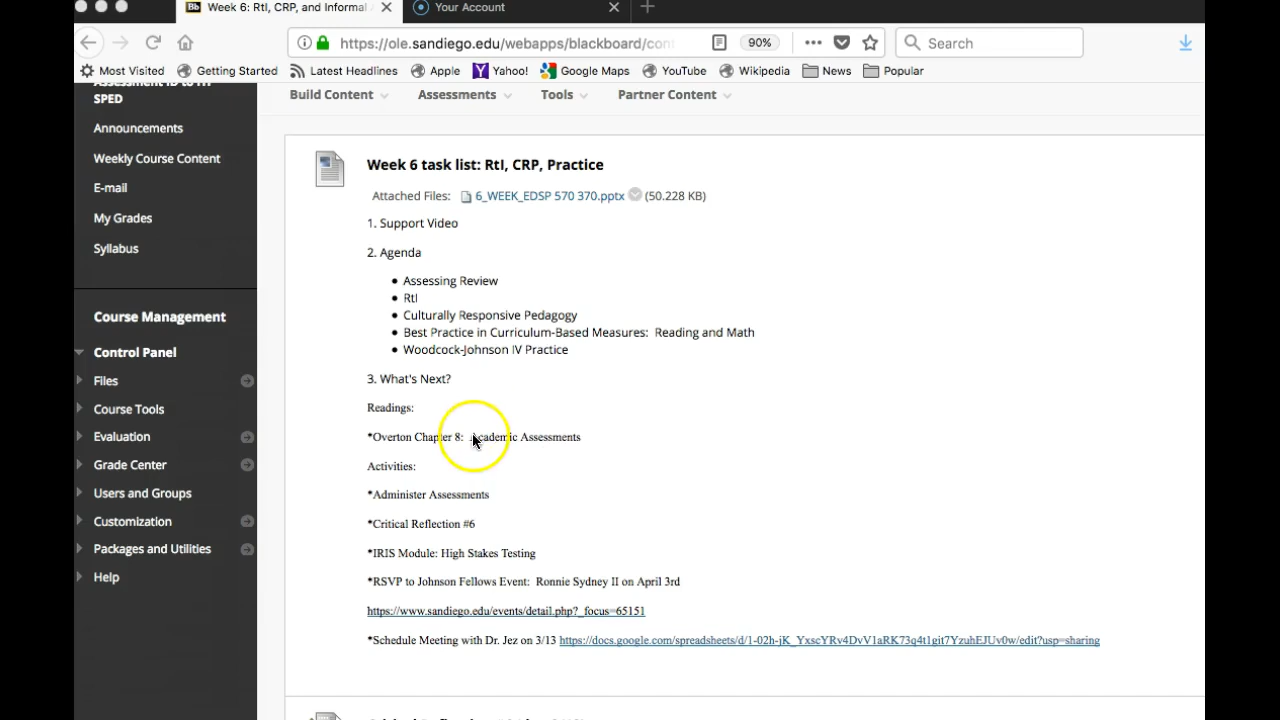 Week 6: RtI, CRP, and Informal
Your Account
https://ole.sandiego.edu/webapps/blackboard/con
90%
Search
Most Visited
Getting Started
Latest Headlines
Apple
Yahoo!
Google Maps
YouTube
Wikipedia
News
Popular
SPED
Announcements
Weekly Course Content
E-mail
My Grades
Syllabus
Course Management
Control Panel
Files
Course Tools
Evaluation
Grade Center
Users and Groups
Customization
Packages and Utilities
Help
Build Content
Assessments
Tools
Partner Content
Week 6 task list: RtI, CRP, Practice
Attached Files: 6_WEEK_EDSP 570 370.pptx (50.228 KB)
1. Support Video
2. Agenda
• Assessing Review
• RtI
• Culturally Responsive Pedagogy
• Best Practice in Curriculum-Based Measures: Reading and Math
• Woodcock-Johnson IV Practice
3. What's Next?
Readings:
*Overton Chapter 8: Academic Assessments
Activities:
*Administer Assessments
*Critical Reflection #6
*IRIS Module: High Stakes Testing
*RSVP to Johnson Fellows Event: Ronnie Sydney II on April 3rd
https://www.sandiego.edu/events/detail.php?_focus=65151
*Schedule Meeting with Dr. Jez on 3/13 https://docs.google.com/spreadsheets/d/1-02h-jK_YxscYRv4DvV1aRK73q4t1git7YzuhEJUv0w/edit?usp=sharing